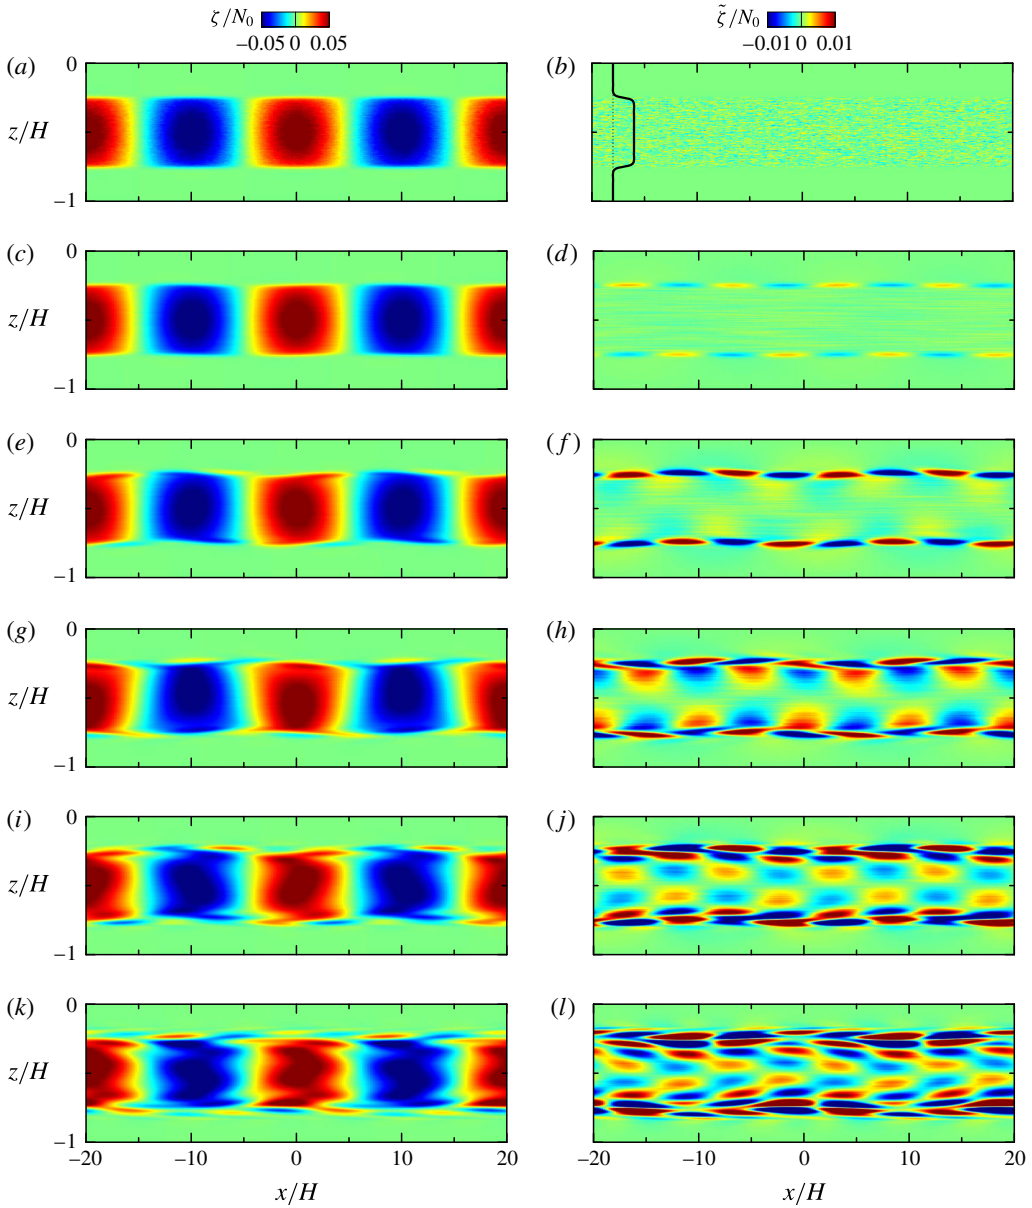 ζ/N₀ ζ̃/N₀
−0.05 0 0.05 −0.01 0 0.01
(a) 0 (b)
z/H
−1
(c) 0 (d)
z/H
−1
(e) 0 (f)
z/H
−1
(g) 0 (h)
z/H
−1
(i) 0 (j)
z/H
−1
(k) 0 (l)
z/H
−1
−20 −10 0 10 20 −20 −10 0 10 20
x/H x/H